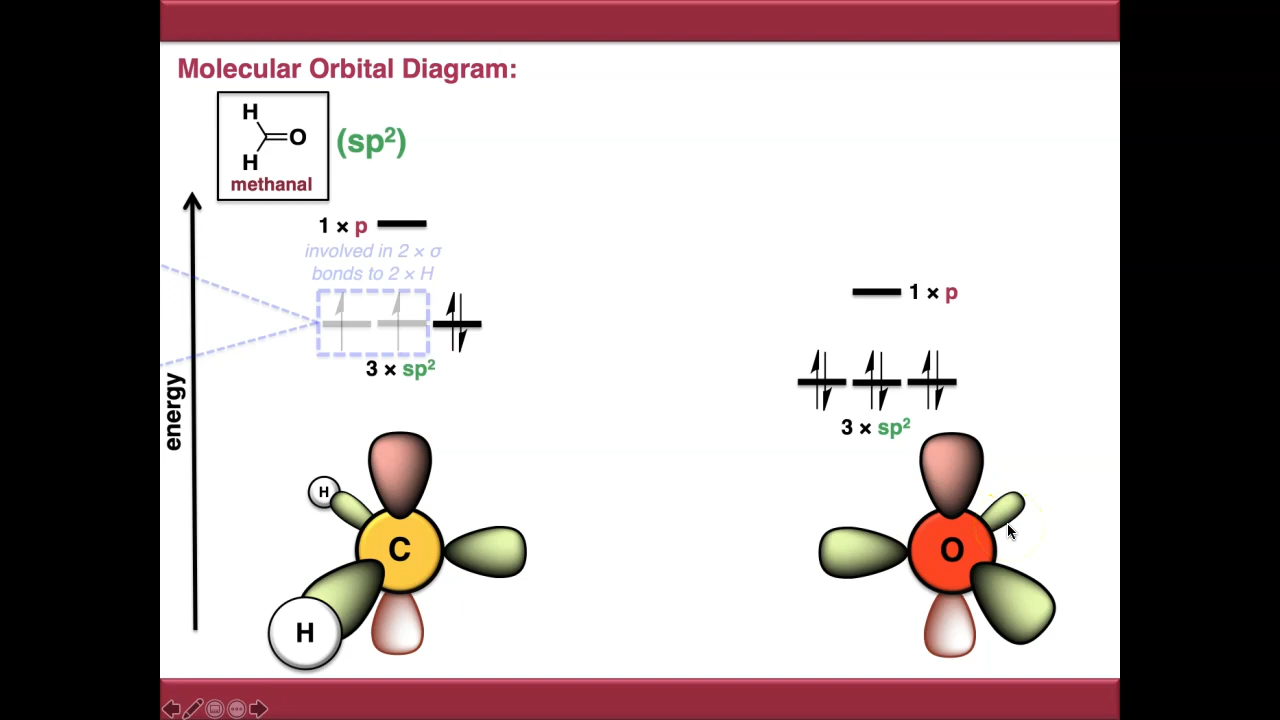 Molecular Orbital Diagram:
H
O
H
methanal
(sp²)
1 × p
involved in 2 × σ
bonds to 2 × H
3 × sp²
1 × p
3 × sp²
energy
H
C
H
O